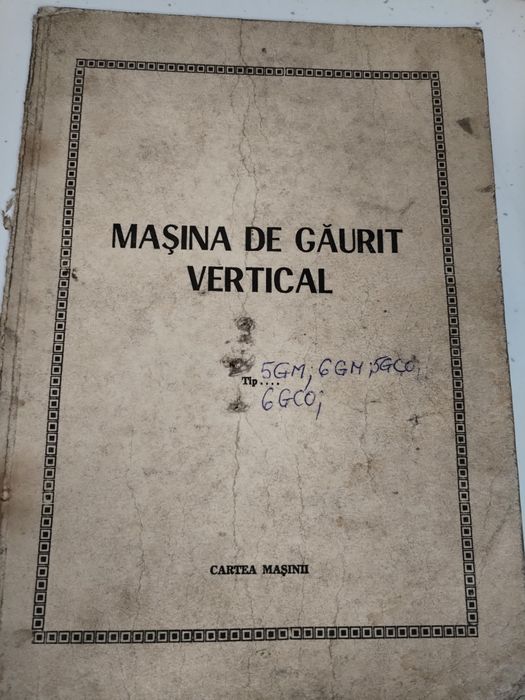 MAŞINA DE GĂURIT
VERTICAL
Tip.... 5GM; 6GM; 5GCO;
6GCO;
CARTEA MAŞINII